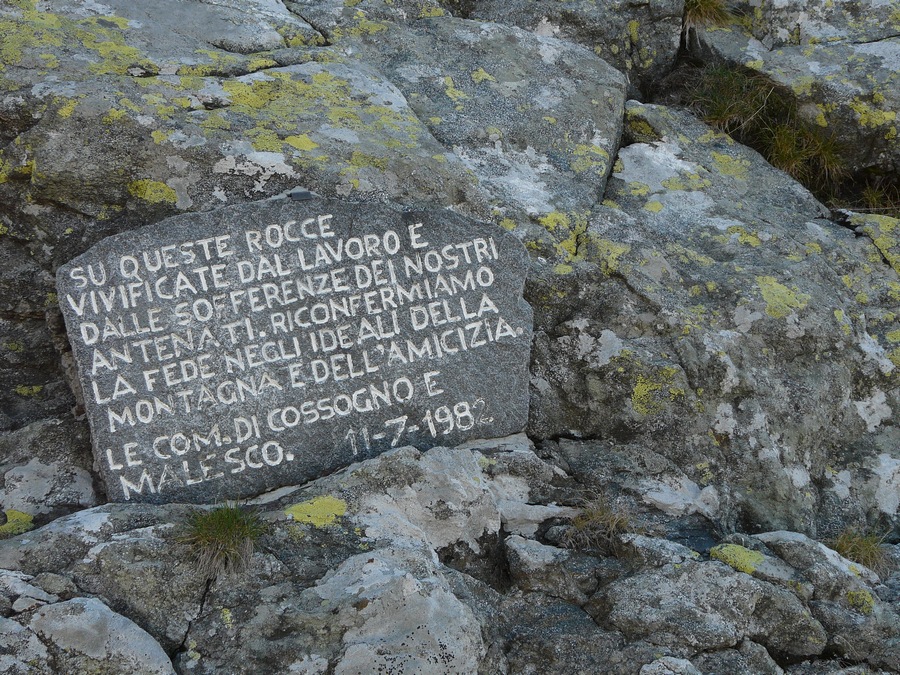 SU QUESTE ROCCE
VIVIFICATE DAL LAVORO E
DALLE SOFFERENZE DEI NOSTRI
ANTENATI. RICONFERMIAMO
LA FEDE NEGLI IDEALI DELLA
MONTAGNA E DELL'AMICIZIA.
LE COM. DI COSSOGNO E
MALESCO. 11-7-1982